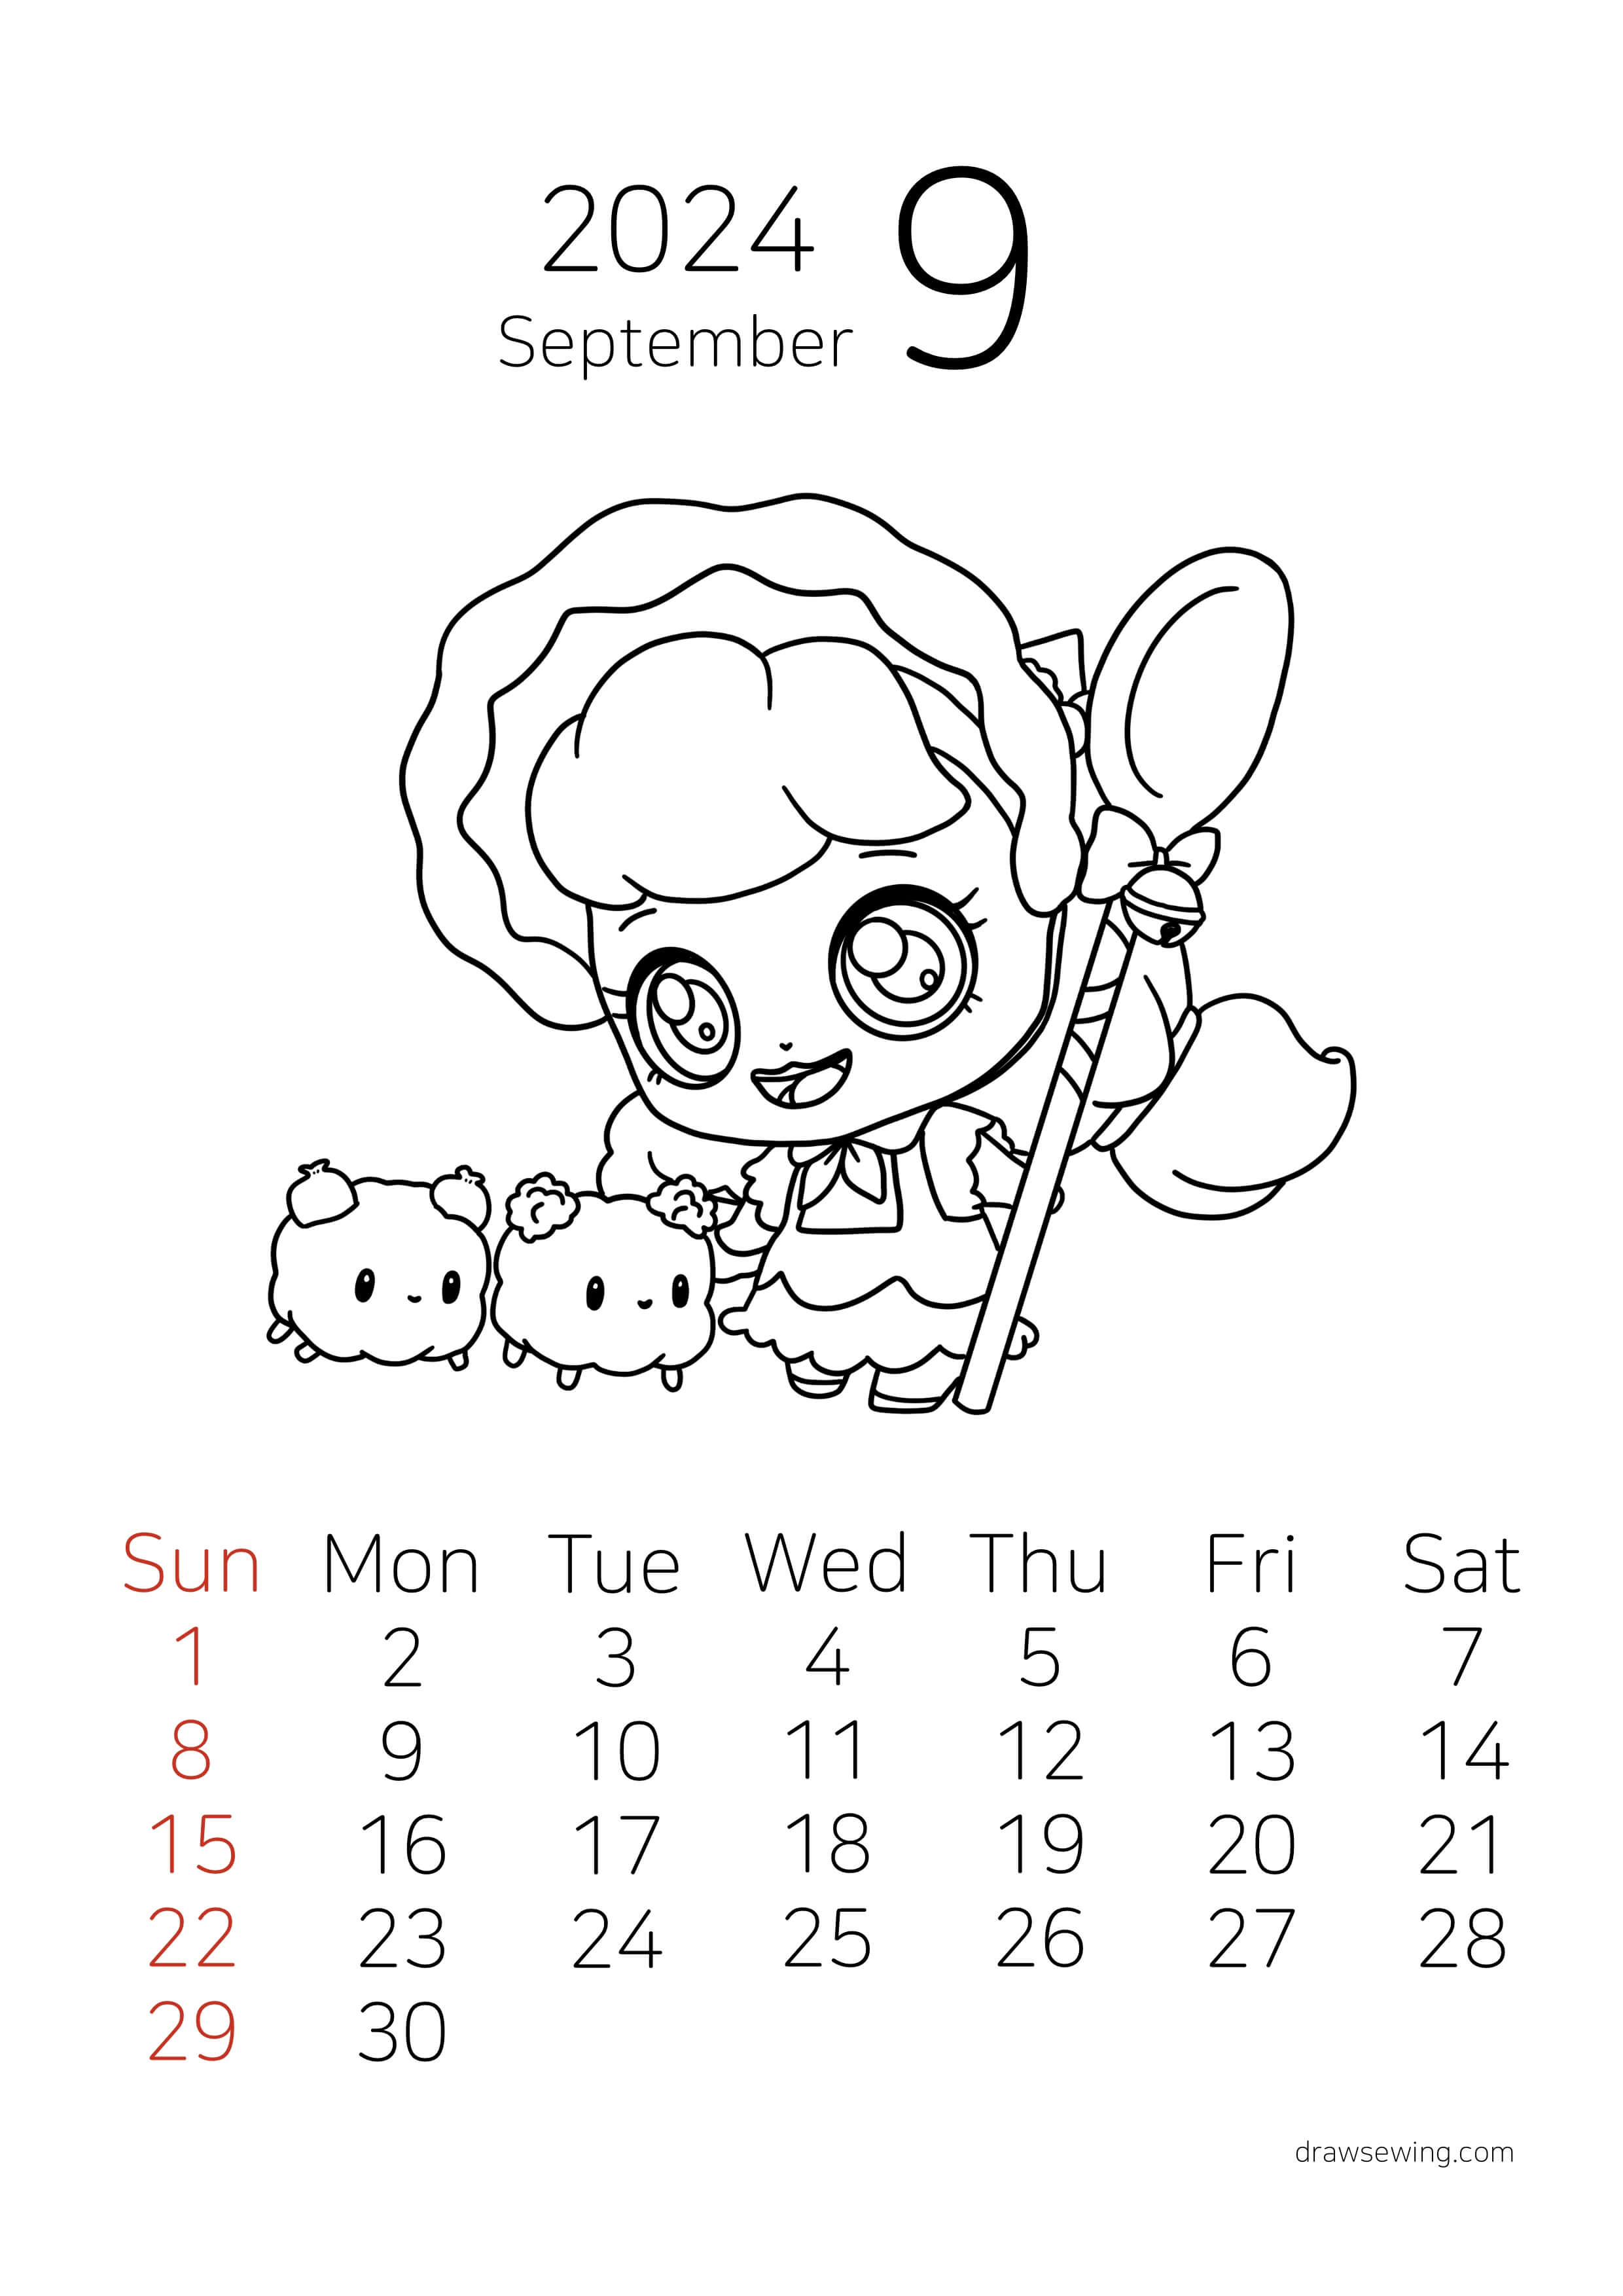 2024 9
September
Sun Mon Tue Wed Thu Fri Sat
1 2 3 4 5 6 7
8 9 10 11 12 13 14
15 16 17 18 19 20 21
22 23 24 25 26 27 28
29 30
drawsewing.com